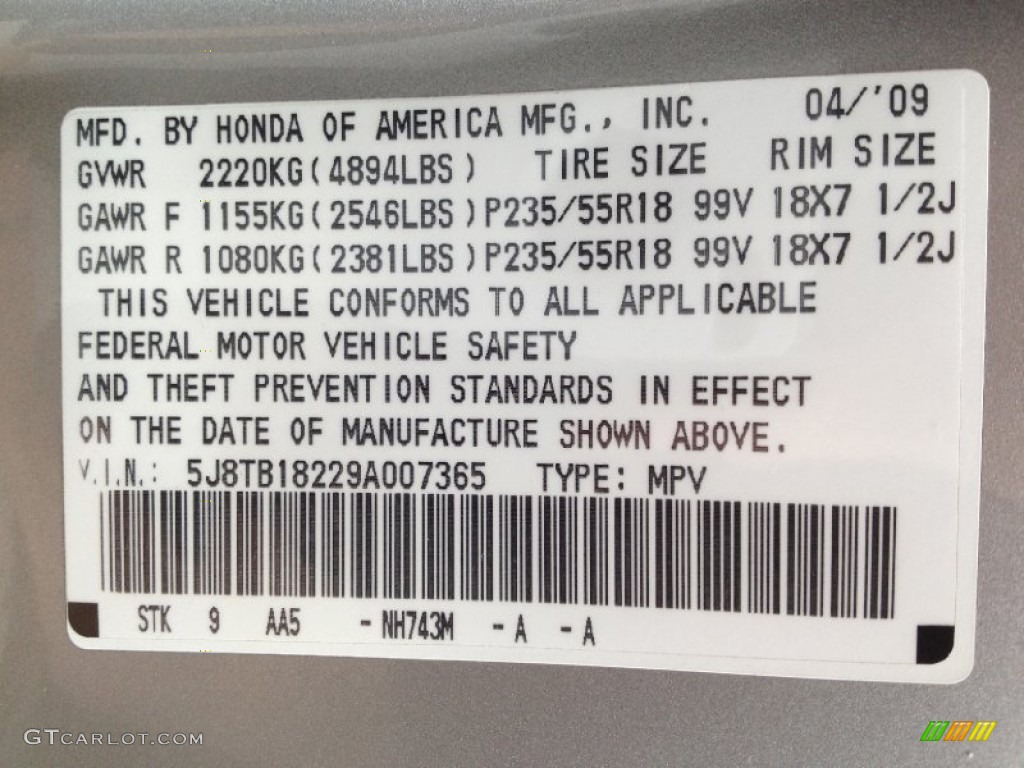 MFD. BY HONDA OF AMERICA MFG., INC. 04/'09
GVWR 2220KG(4894LBS) TIRE SIZE RIM SIZE
GAWR F 1155KG(2546LBS)P235/55R18 99V 18X7 1/2J
GAWR R 1080KG(2381LBS)P235/55R18 99V 18X7 1/2J
THIS VEHICLE CONFORMS TO ALL APPLICABLE
FEDERAL MOTOR VEHICLE SAFETY
AND THEFT PREVENTION STANDARDS IN EFFECT
ON THE DATE OF MANUFACTURE SHOWN ABOVE.
V.I.N.: 5J8TB18229A007365 TYPE: MPV
STK 9 AA5 - NH743M - A - A
GTCARLOT.COM